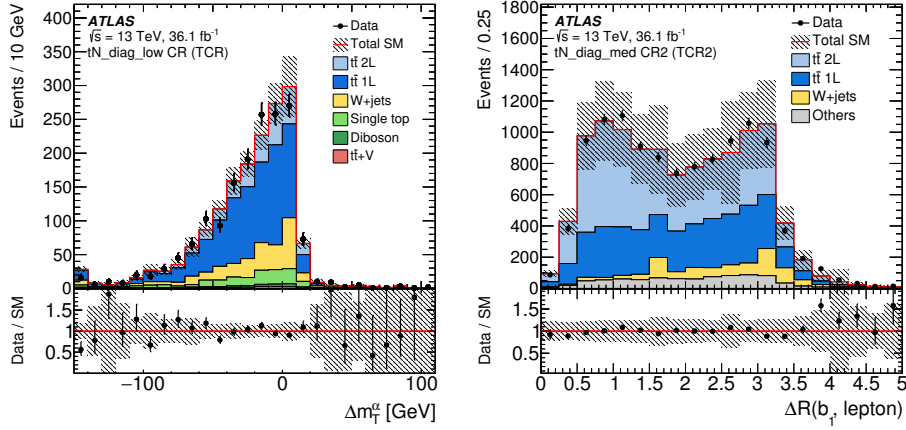 ATLAS
√s = 13 TeV, 36.1 fb⁻¹
tN_diag_low CR (TCR)
Data
Total SM
tt̄ 2L
tt̄ 1L
W+jets
Single top
Diboson
tt̄+V
Events / 10 GeV
400
350
300
250
200
150
100
50
0
Data / SM
1.5
1
0.5
−100
0
100
Δm_T^α [GeV]
ATLAS
√s = 13 TeV, 36.1 fb⁻¹
tN_diag_med CR2 (TCR2)
Data
Total SM
tt̄ 2L
tt̄ 1L
W+jets
Others
Events / 0.25
1800
1600
1400
1200
1000
800
600
400
200
0
Data / SM
1.5
1
0.5
0 0.5 1 1.5 2 2.5 3 3.5 4 4.5 5
ΔR(b₁, lepton)